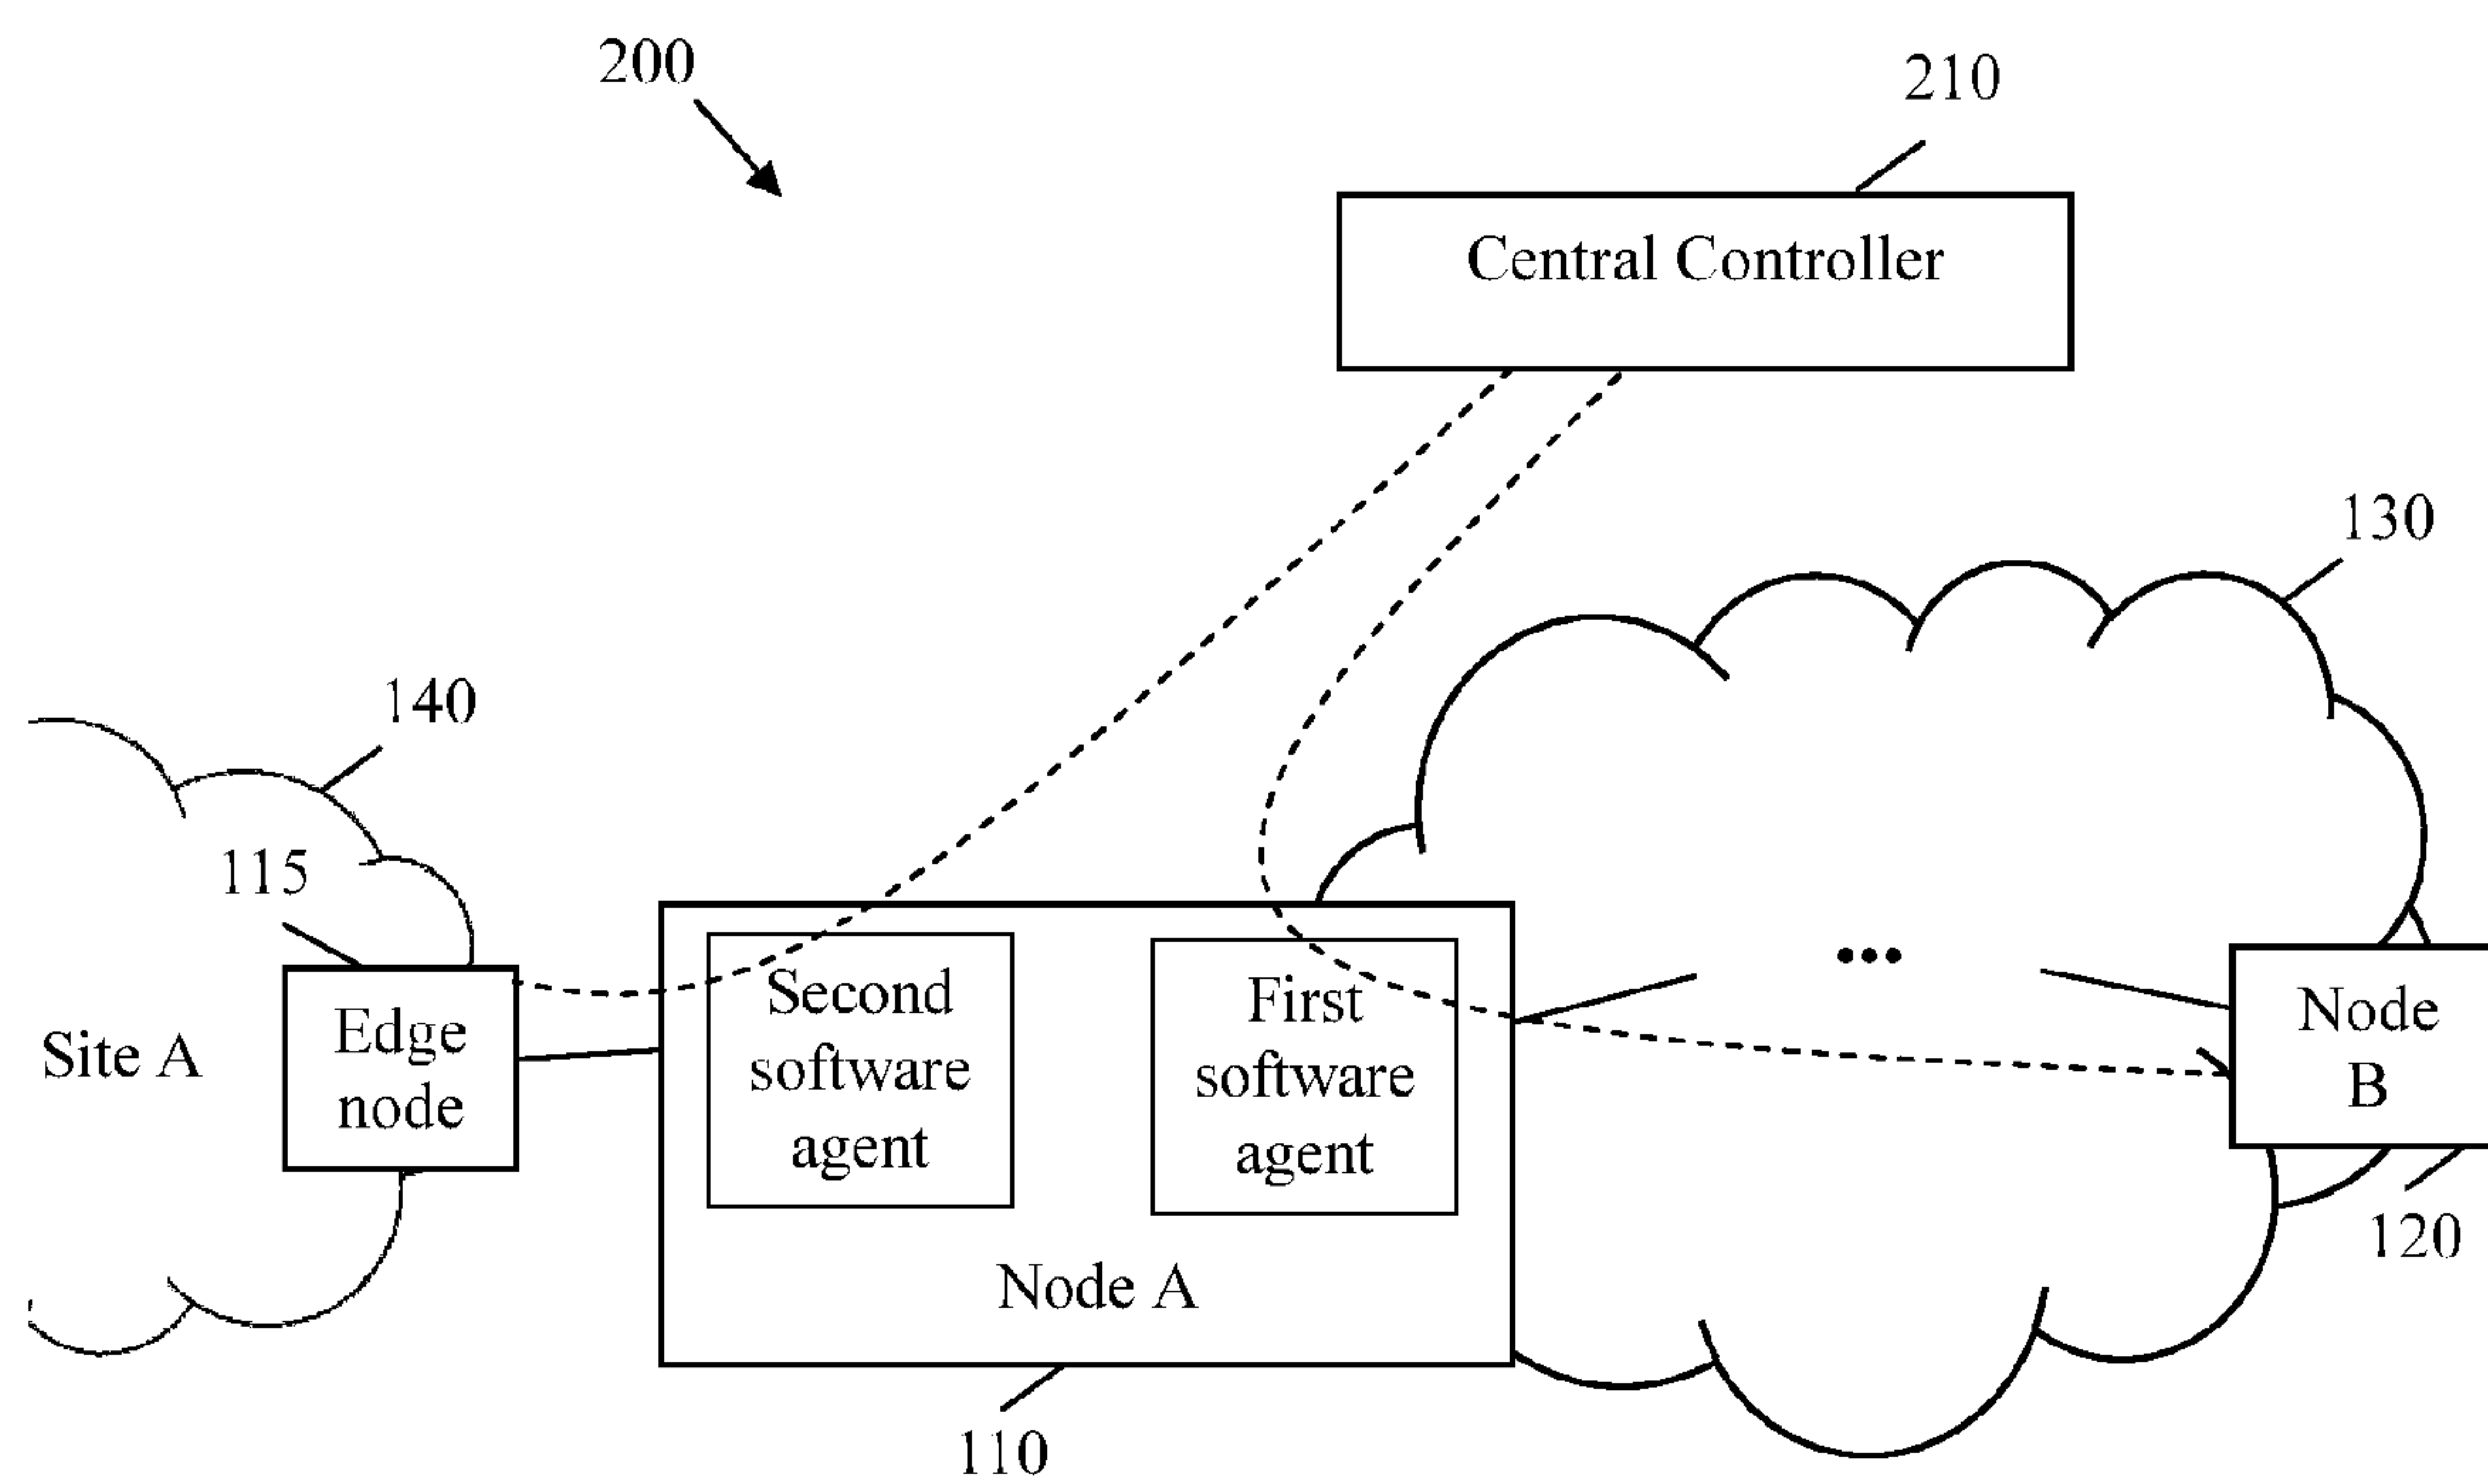 200
210
Central Controller
130
140
115
Site A
Edge
node
Second
software
agent
First
software
agent
Node A
Node
B
120
110